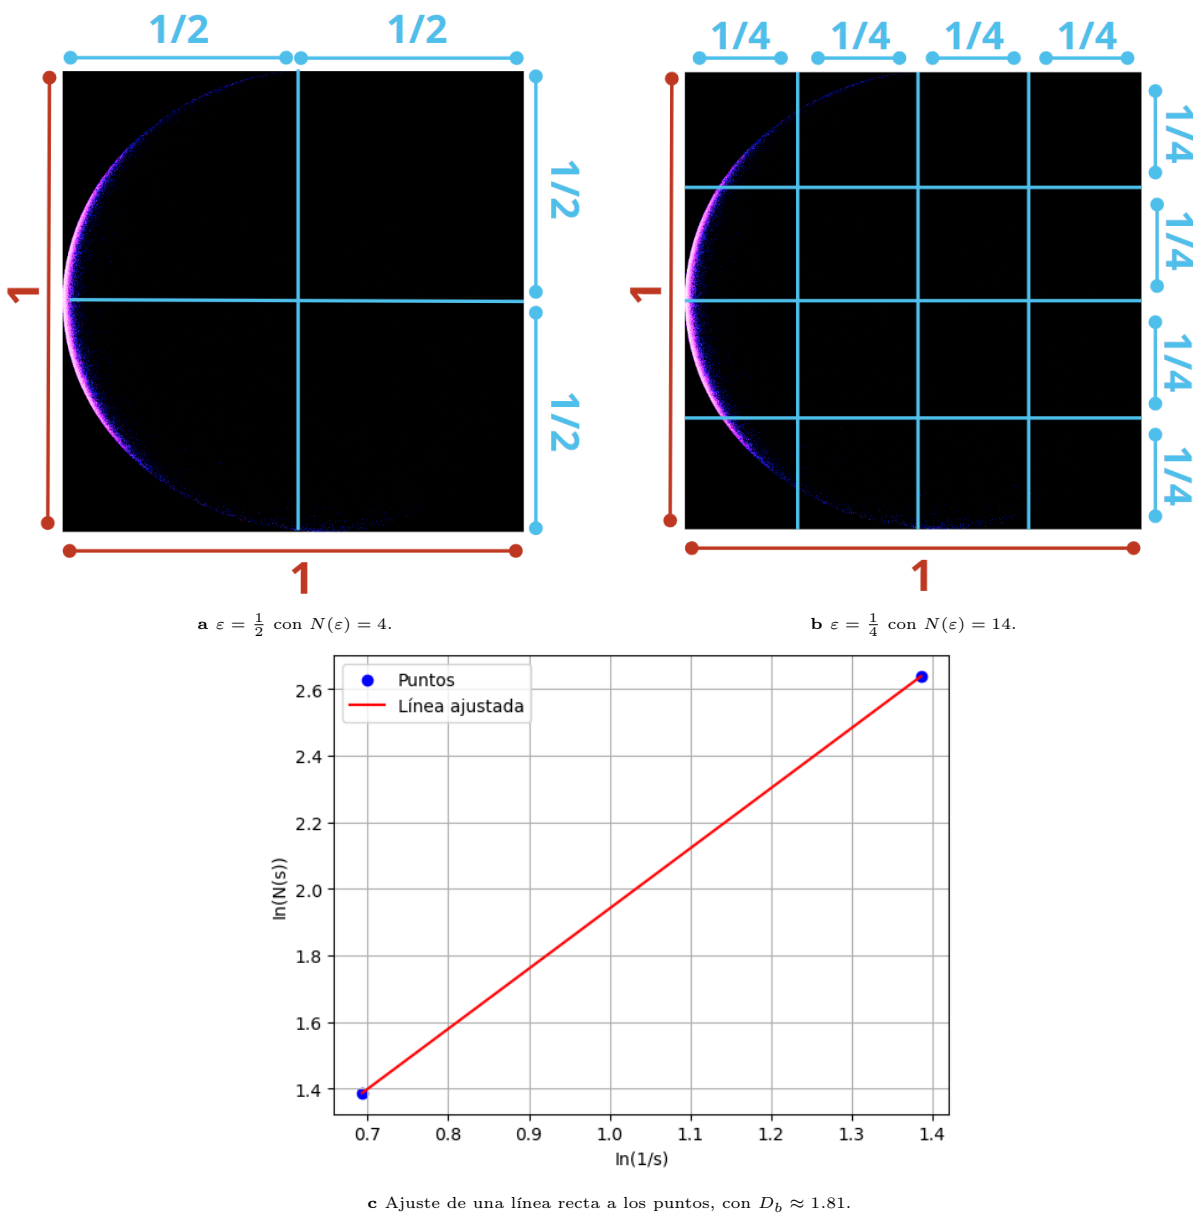 1/2 1/2
1
1/2
1/2
1
a ε = 1/2 con N(ε) = 4.
1/4 1/4 1/4 1/4
1
1/4
1/4
1/4
1/4
1
b ε = 1/4 con N(ε) = 14.
Puntos
Línea ajustada
2.6
2.4
2.2
2.0
1.8
1.6
1.4
ln(N(s))
0.7 0.8 0.9 1.0 1.1 1.2 1.3 1.4
ln(1/s)
c Ajuste de una línea recta a los puntos, con D_b ≈ 1.81.